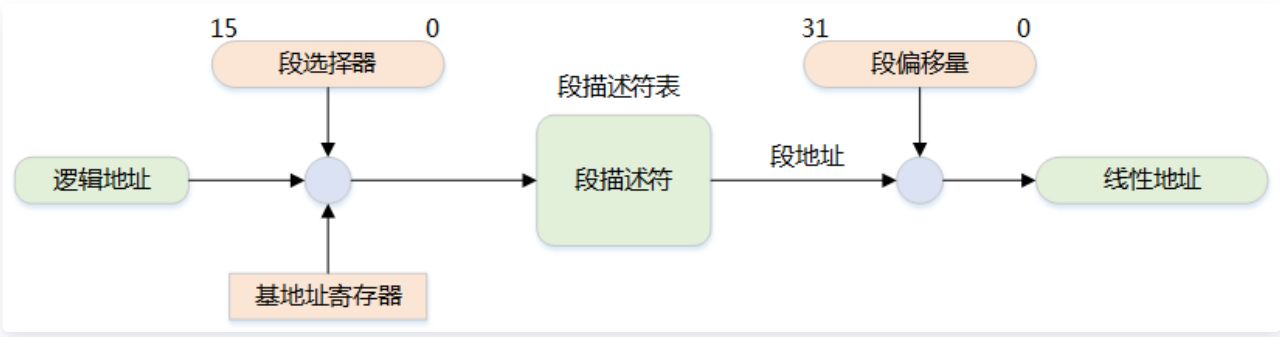 15 0
段选择器
31 0
段偏移量
段描述符表
逻辑地址
段描述符
段地址
线性地址
基地址寄存器